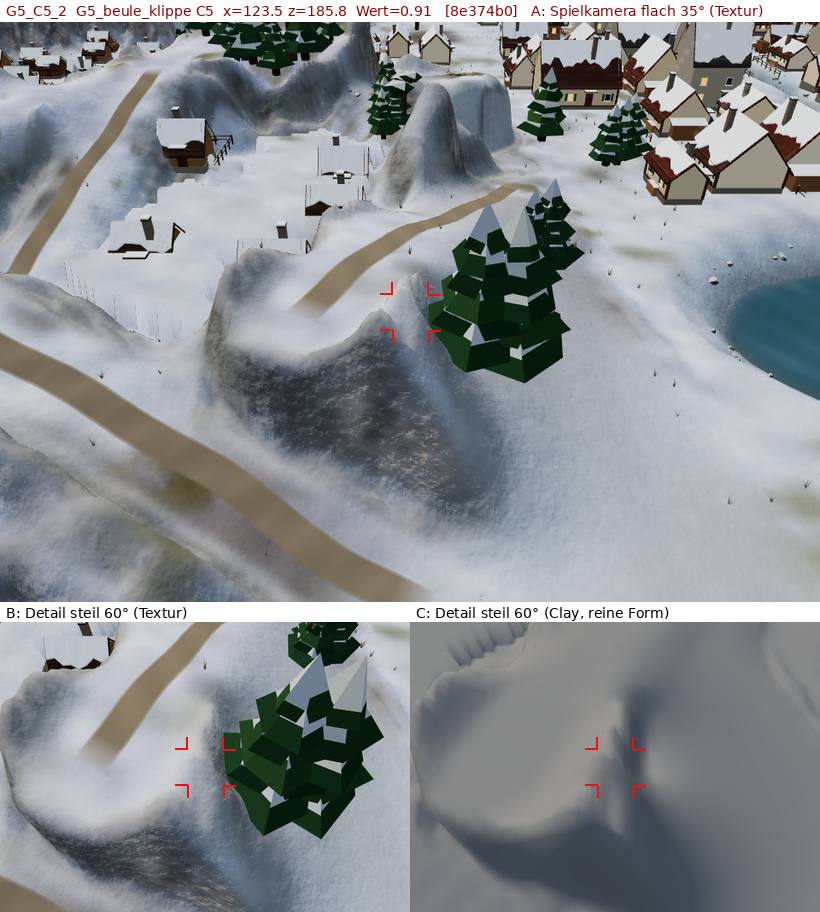 G5_C5_2  G5_beule_klippe C5  x=123.5 z=185.8  Wert=0.91   [8e374b0]   A: Spielkamera flach 35° (Textur)
B: Detail steil 60° (Textur)
C: Detail steil 60° (Clay, reine Form)